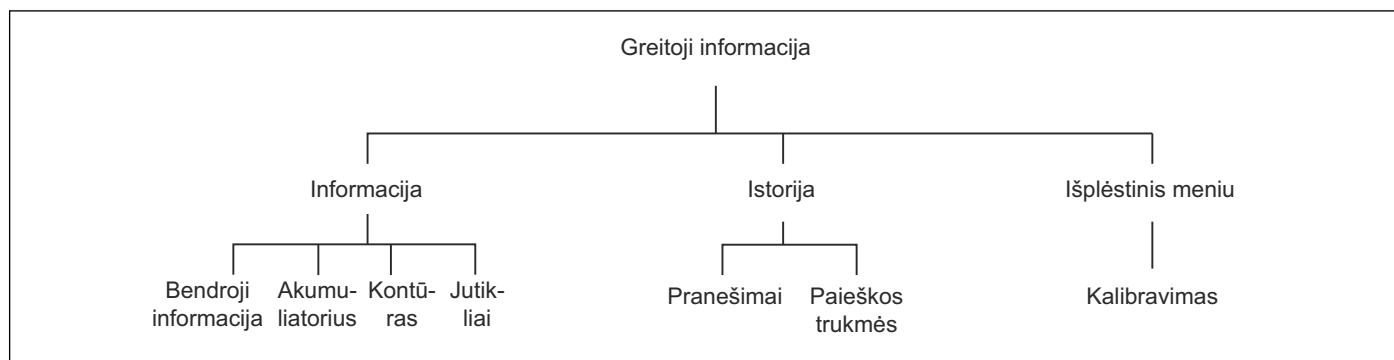 Greitoji informacija
Informacija
Istorija
Išplėstinis meniu
Bendroji
informacija
Akumu-
liatorius
Kontū-
ras
Jutik-
liai
Pranešimai
Paieškos
trukmės
Kalibravimas